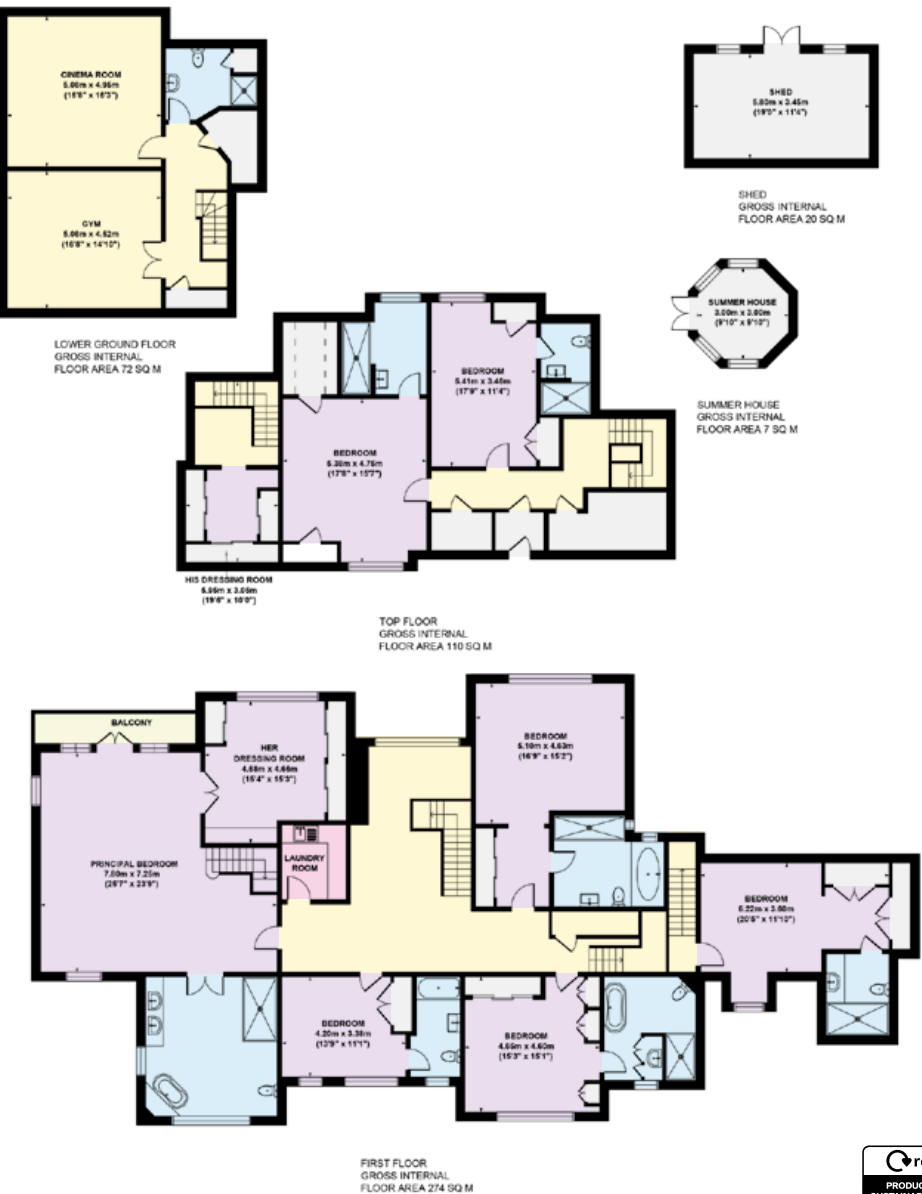 CINEMA ROOM
5.08m x 4.95m
(16'8" x 16'3")
GYM
5.08m x 4.52m
(16'8" x 14'10")
LOWER GROUND FLOOR
GROSS INTERNAL
FLOOR AREA 72 SQ M
SHED
5.80m x 3.45m
(19'0" x 11'4")
SHED
GROSS INTERNAL
FLOOR AREA 20 SQ M
SUMMER HOUSE
3.00m x 3.00m
(9'10" x 9'10")
SUMMER HOUSE
GROSS INTERNAL
FLOOR AREA 7 SQ M
BEDROOM
5.41m x 3.45m
(17'9" x 11'4")
BEDROOM
5.38m x 4.75m
(17'8" x 15'7")
HIS DRESSING ROOM
5.95m x 3.05m
(19'6" x 10'0")
TOP FLOOR
GROSS INTERNAL
FLOOR AREA 110 SQ M
BALCONY
HER
DRESSING ROOM
4.68m x 4.66m
(15'4" x 15'3")
BEDROOM
5.10m x 4.63m
(16'9" x 15'2")
LAUNDRY
ROOM
PRINCIPAL BEDROOM
7.80m x 7.25m
(25'7" x 23'9")
BEDROOM
6.22m x 3.60m
(20'5" x 11'10")
BEDROOM
4.20m x 3.38m
(13'9" x 11'1")
BEDROOM
4.65m x 4.60m
(15'3" x 15'1")
FIRST FLOOR
GROSS INTERNAL
FLOOR AREA 274 SQ M